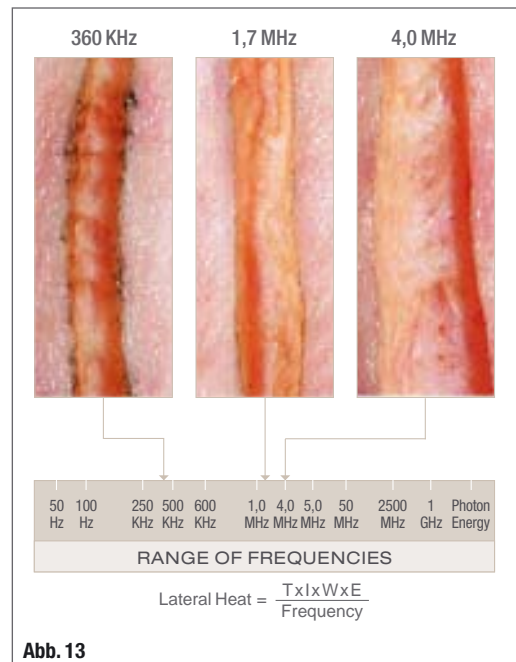 360 KHz 1,7 MHz 4,0 MHz
50 Hz 100 Hz 250 KHz 500 KHz 600 KHz 1,0 MHz 4,0 MHz 5,0 MHz 50 MHz 2500 MHz 1 GHz Photon Energy
RANGE OF FREQUENCIES
Lateral Heat = TxIxWxE
Frequency
Abb. 13